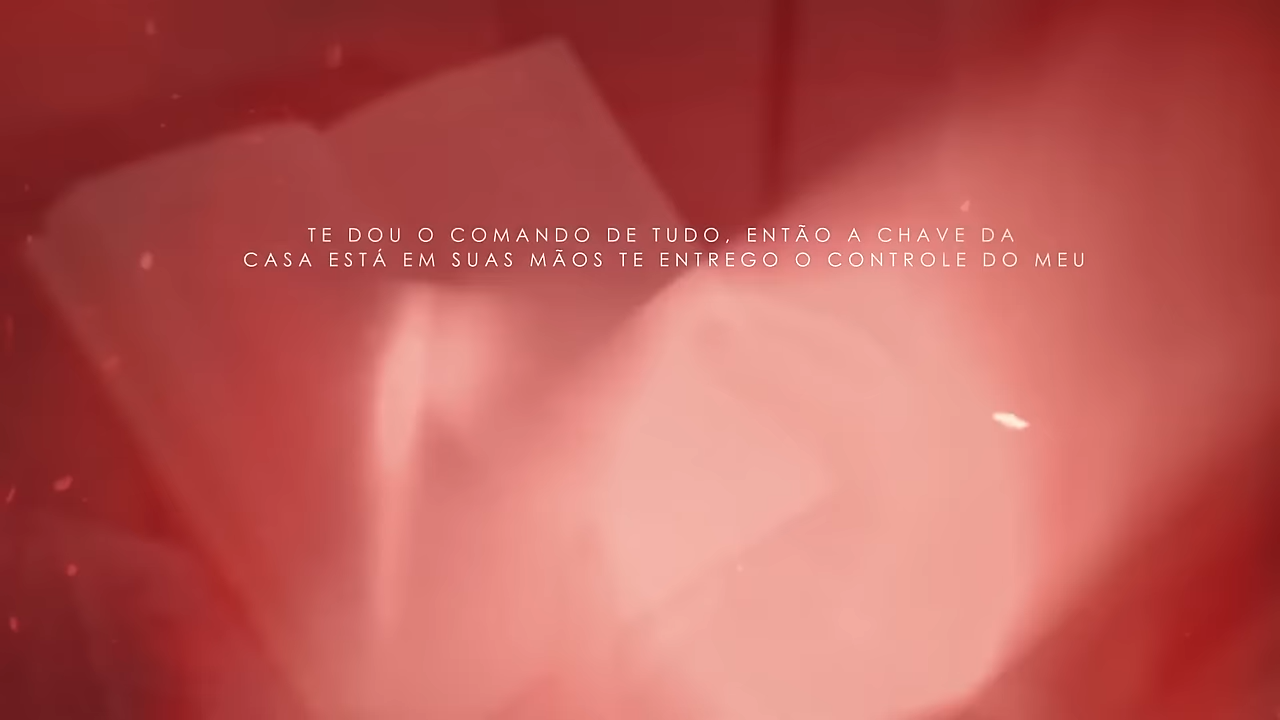 TE DOU O COMANDO DE TUDO, ENTÃO A CHAVE DA
CASA ESTÁ EM SUAS MÃOS TE ENTREGO O CONTROLE DO MEU